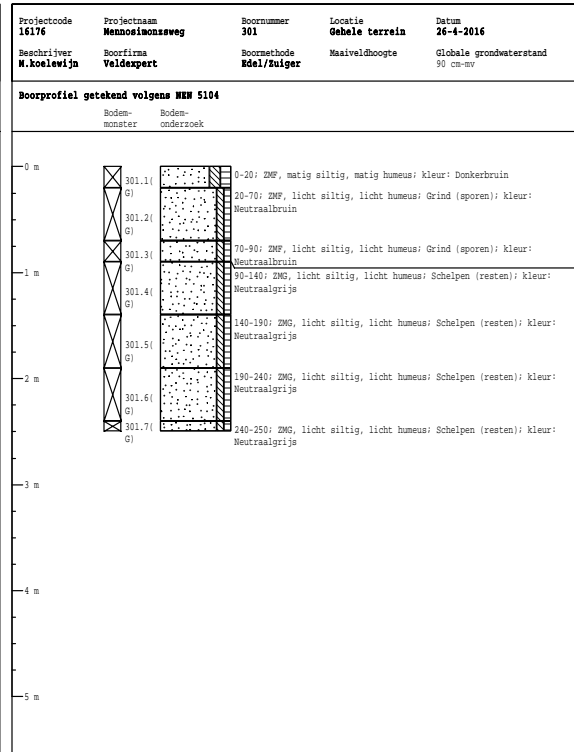 Projectcode Projectnaam Boornummer Locatie Datum
16176 Mennosimonzsweg 301 Gehele terrein 26-4-2016
Beschrijver Boorfirma Boormethode Maaiveldhoogte Globale grondwaterstand
M.koelewijn Veldexpert Edel/Zuiger 90 cm-mv
Boorprofiel getekend volgens NEN 5104
Bodem- Bodem-
monster onderzoek
0 m
301.1( 0-20; ZMF, matig siltig, matig humeus; kleur: Donkerbruin
G) 20-70; ZMF, licht siltig, licht humeus; Grind (sporen); kleur:
Neutraalbruin
301.2(
G)
70-90; ZMF, licht siltig, licht humeus; Grind (sporen); kleur:
301.3( Neutraalbruin
G)
1 m 90-140; ZMG, licht siltig, licht humeus; Schelpen (resten); kleur:
301.4( Neutraalgrijs
G)
140-190; ZMG, licht siltig, licht humeus; Schelpen (resten); kleur:
Neutraalgrijs
301.5(
G)
2 m 190-240; ZMG, licht siltig, licht humeus; Schelpen (resten); kleur:
Neutraalgrijs
301.6(
G)
301.7( 240-250; ZMG, licht siltig, licht humeus; Schelpen (resten); kleur:
G) Neutraalgrijs
3 m
4 m
5 m